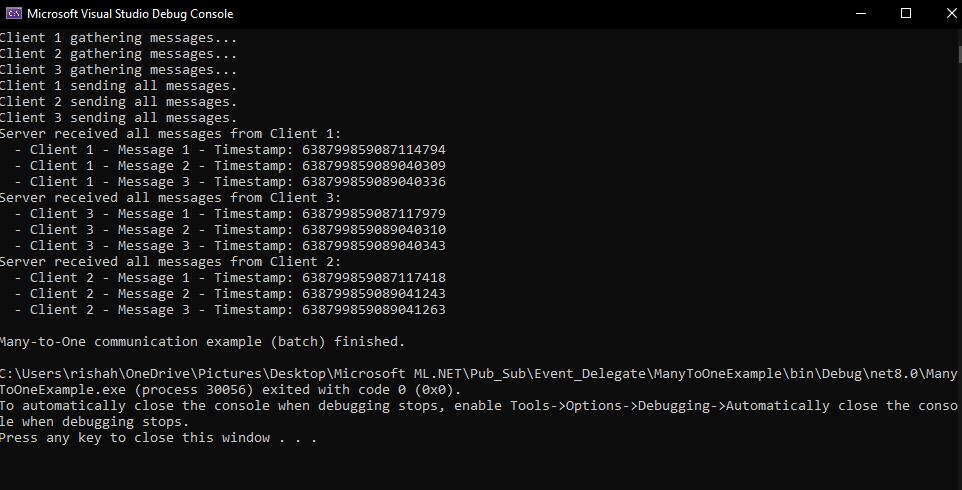 Microsoft Visual Studio Debug Console
Client 1 gathering messages...
Client 2 gathering messages...
Client 3 gathering messages...
Client 1 sending all messages.
Client 2 sending all messages.
Client 3 sending all messages.
Server received all messages from Client 1:
  - Client 1 - Message 1 - Timestamp: 638799859087114794
  - Client 1 - Message 2 - Timestamp: 638799859089040309
  - Client 1 - Message 3 - Timestamp: 638799859089040336
Server received all messages from Client 3:
  - Client 3 - Message 1 - Timestamp: 638799859087117979
  - Client 3 - Message 2 - Timestamp: 638799859089040310
  - Client 3 - Message 3 - Timestamp: 638799859089040343
Server received all messages from Client 2:
  - Client 2 - Message 1 - Timestamp: 638799859087117418
  - Client 2 - Message 2 - Timestamp: 638799859089041243
  - Client 2 - Message 3 - Timestamp: 638799859089041263
Many-to-One communication example (batch) finished.
C:\Users\rishah\OneDrive\Pictures\Desktop\Microsoft ML.NET\Pub_Sub\Event_Delegate\ManyToOneExample\bin\Debug\net8.0\Many
ToOneExample.exe (process 30056) exited with code 0 (0x0).
To automatically close the console when debugging stops, enable Tools->Options->Debugging->Automatically close the conso
le when debugging stops.
Press any key to close this window . . .